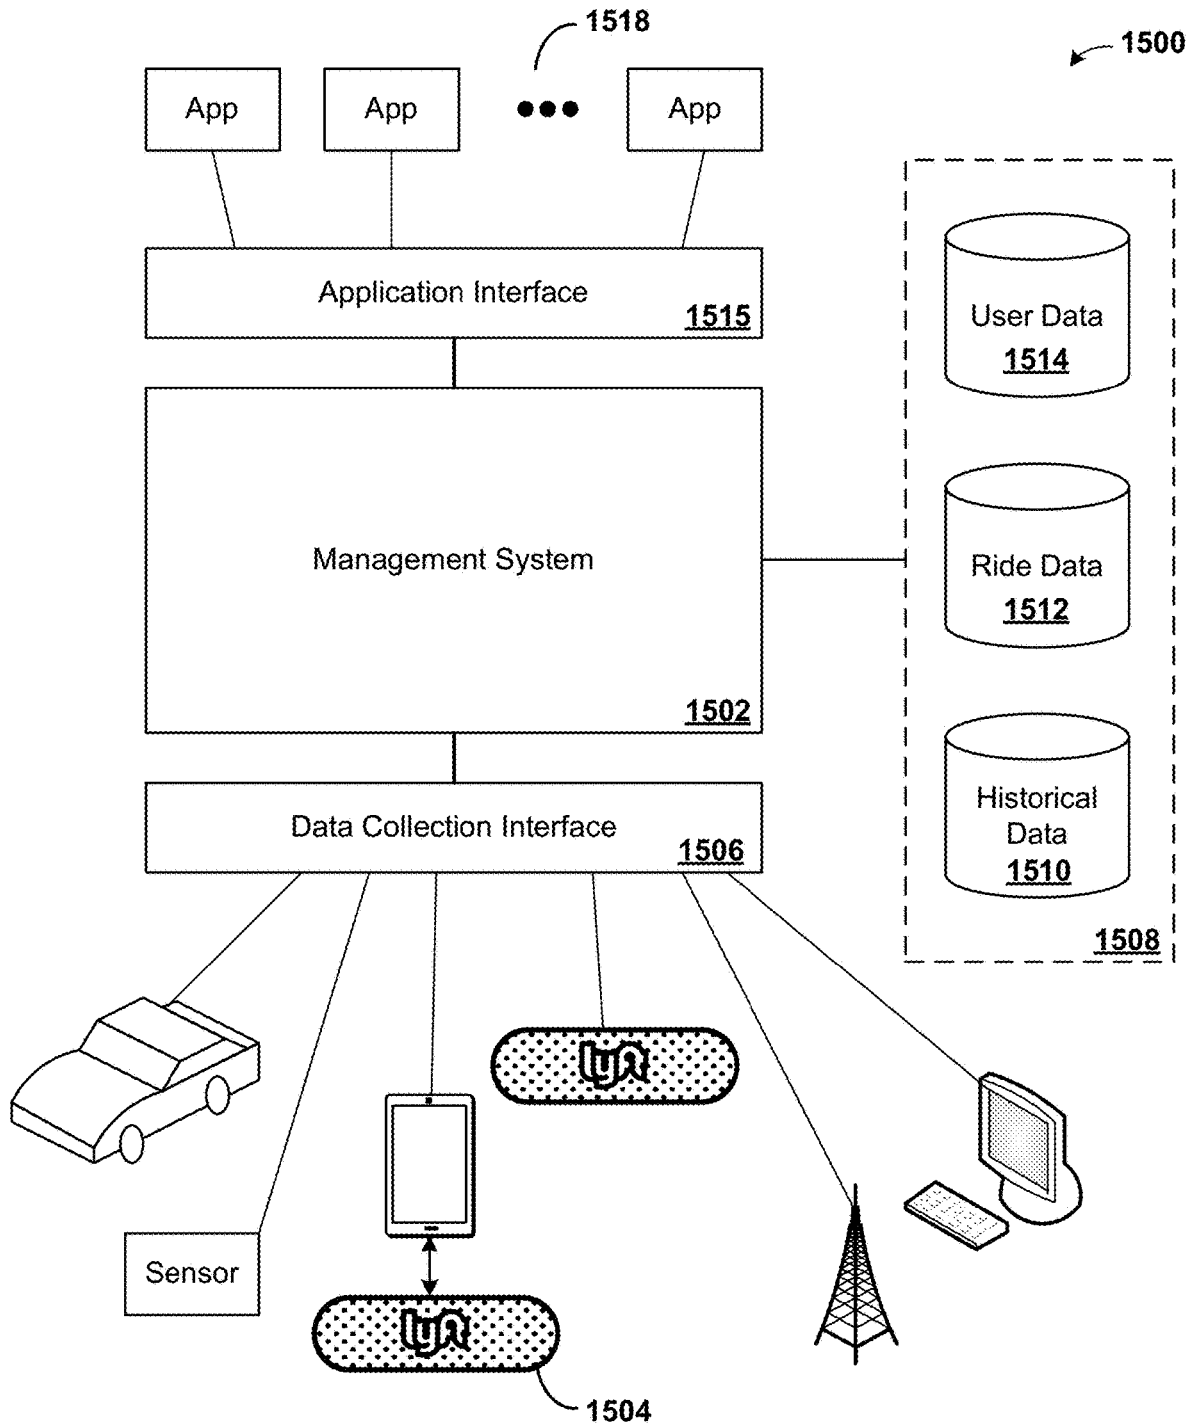 1518
1500
App
App
App
Application Interface
1515
User Data
1514
Management System
1502
Ride Data
1512
Data Collection Interface
1506
Historical
Data
1510
1508
lyft
lyft
Sensor
1504